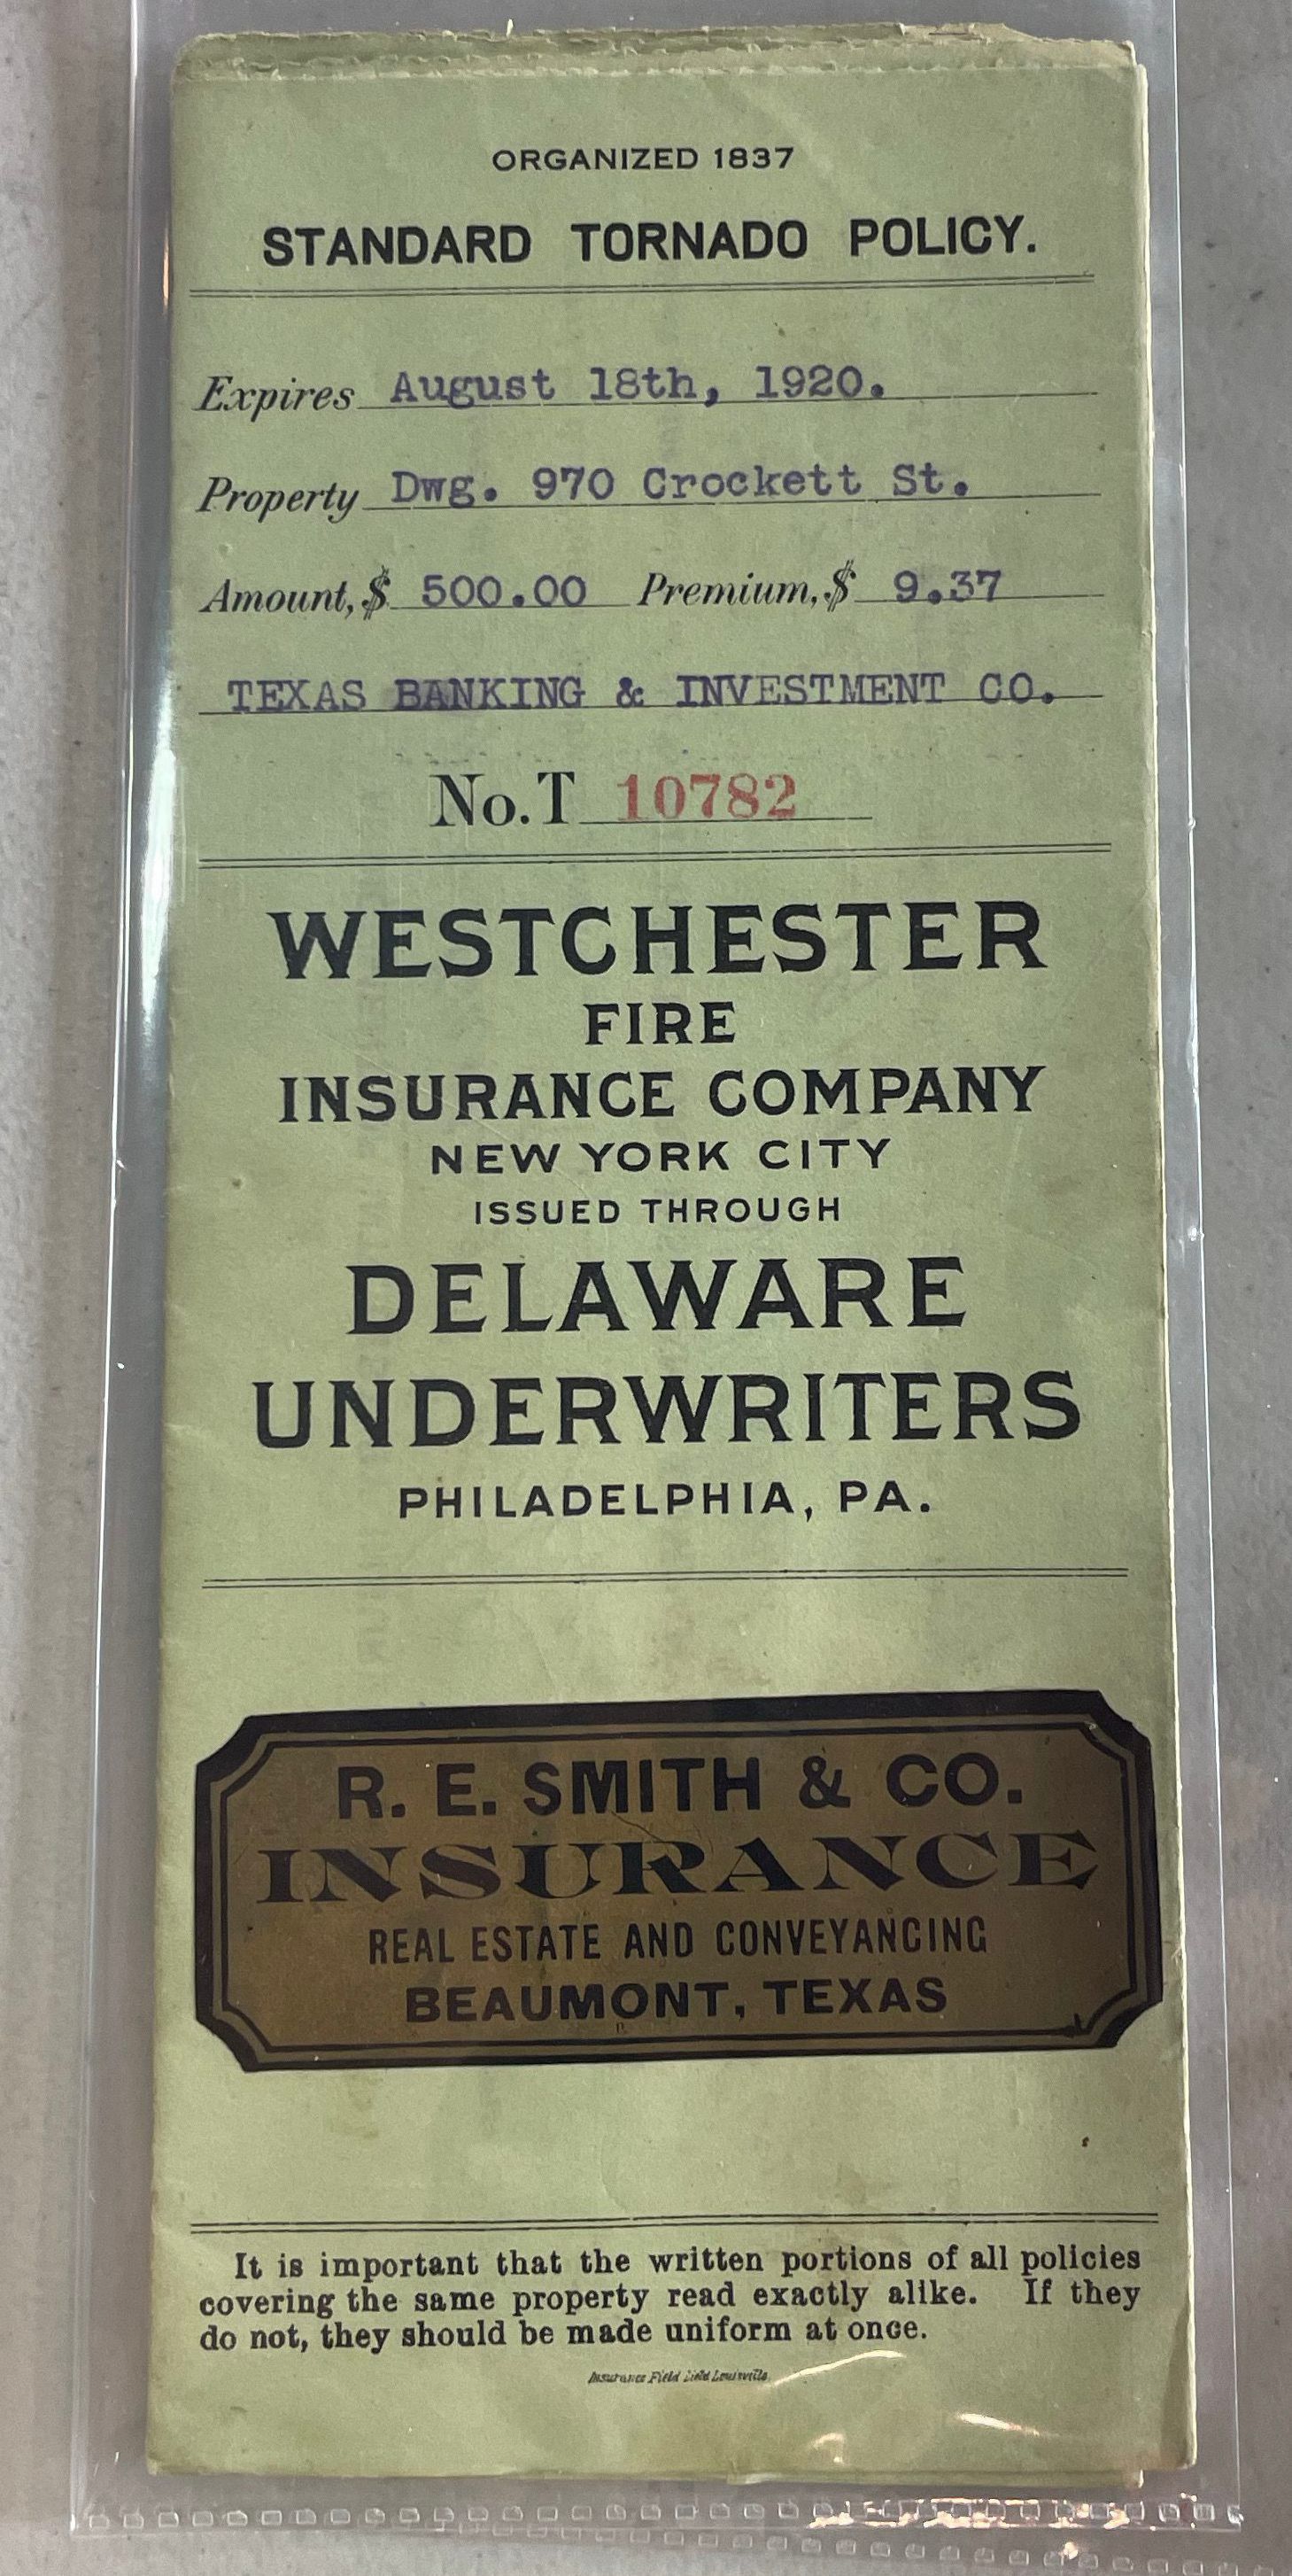 ORGANIZED 1837
STANDARD TORNADO POLICY.
Expires August 18th, 1920.
Property Dwg. 970 Crockett St.
Amount, $ 500.00 Premium, $ 9.37
TEXAS BANKING & INVESTMENT CO.
No. T 10782
WESTCHESTER
FIRE
INSURANCE COMPANY
NEW YORK CITY
ISSUED THROUGH
DELAWARE
UNDERWRITERS
PHILADELPHIA, PA.
R. E. SMITH & CO.
INSURANCE
REAL ESTATE AND CONVEYANCING
BEAUMONT, TEXAS
It is important that the written portions of all policies
covering the same property read exactly alike. If they
do not, they should be made uniform at once.
Insurance Field Louisville